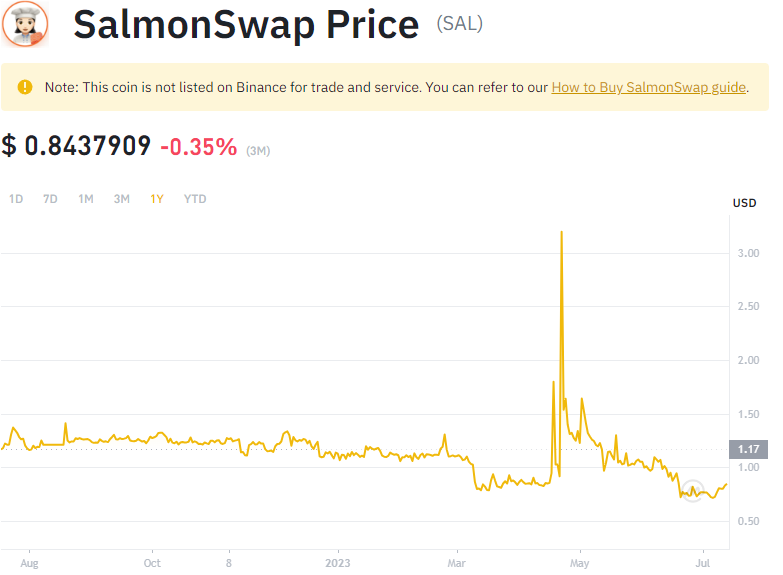 SalmonSwap Price (SAL)
Note: This coin is not listed on Binance for trade and service. You can refer to our How to Buy SalmonSwap guide.
$ 0.8437909 -0.35% (3M)
1D 7D 1M 3M 1Y YTD
USD
3.00
2.50
2.00
1.50
1.17
1.00
0.50
Aug Oct 8 2023 Mar May Jul